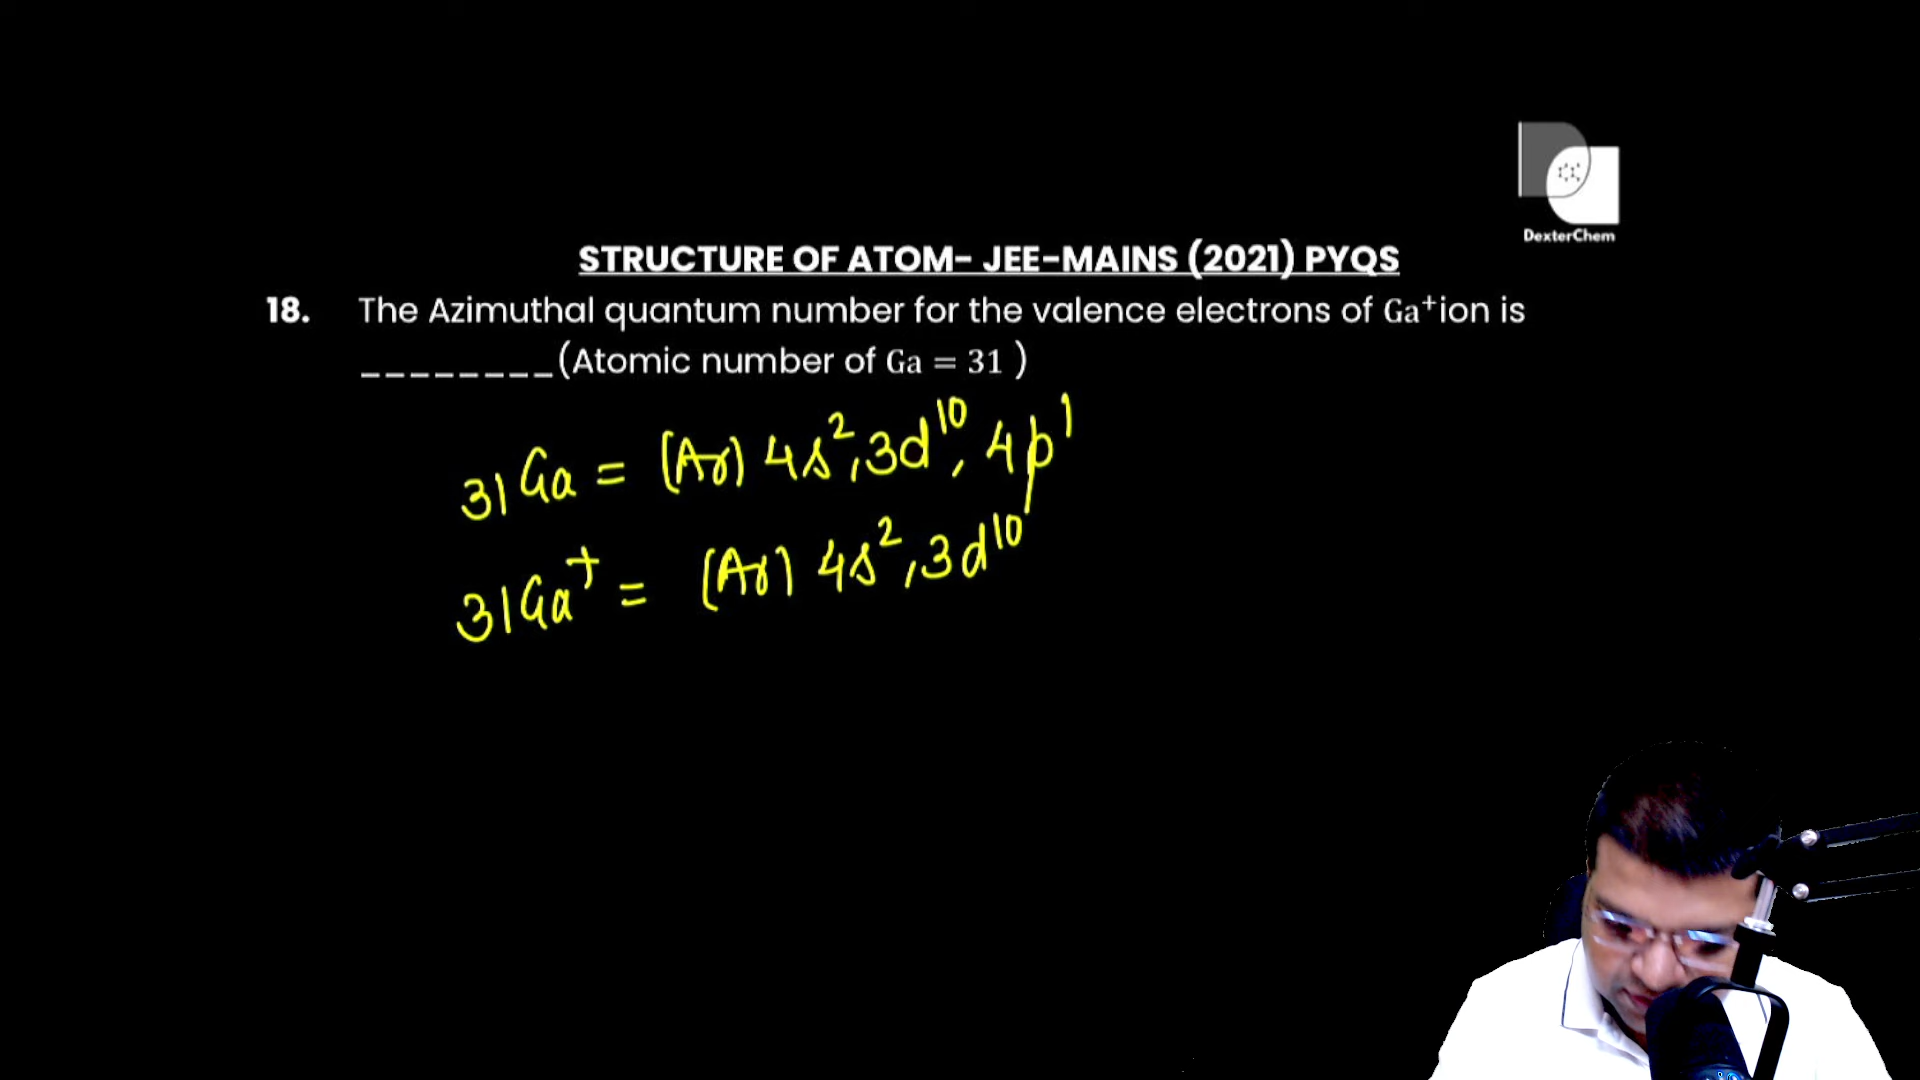 DexterChem
STRUCTURE OF ATOM- JEE-MAINS (2021) PYQS
18. The Azimuthal quantum number for the valence electrons of Ga⁺ion is
________(Atomic number of Ga = 31 )
₃₁Ga = (Ar) 4s², 3d¹⁰, 4p¹
₃₁Ga⁺ = (Ar) 4s², 3d¹⁰